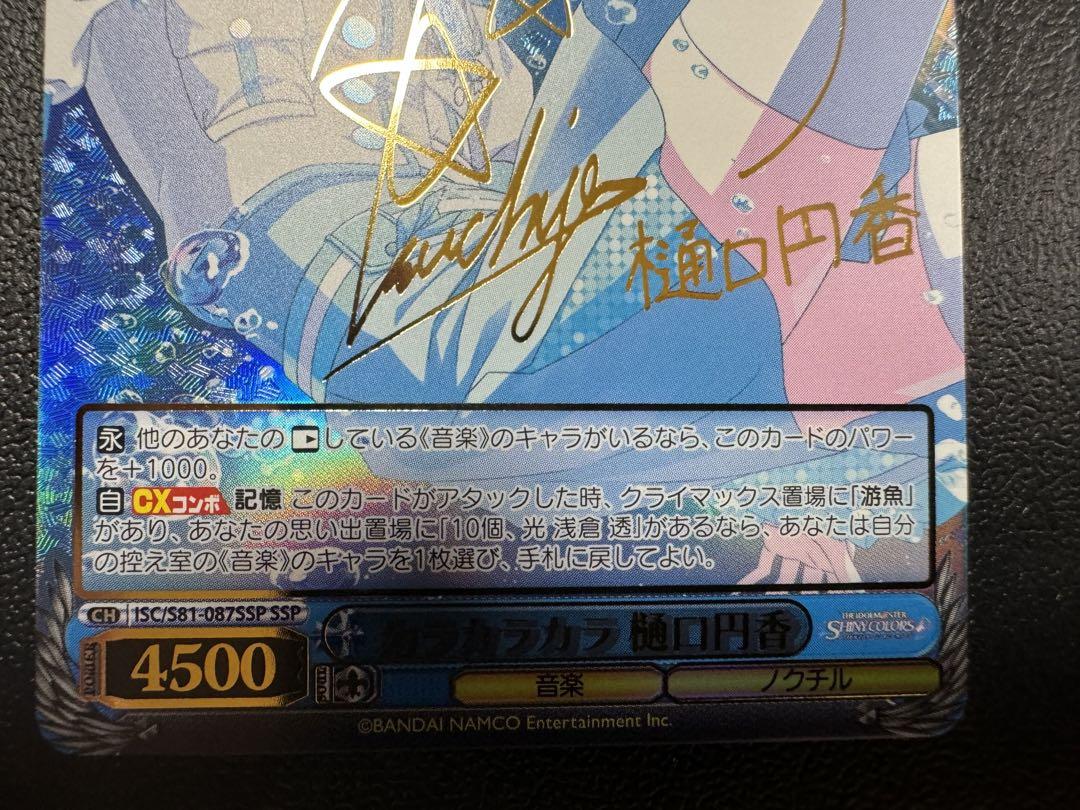 樋口円香
永 他のあなたの している《音楽》のキャラがいるなら、このカードのパワー
を+1000。
自 CXコンボ 記憶 このカードがアタックした時、クライマックス置場に「游魚」
があり、あなたの思い出置場に「10個、光 浅倉 透」があるなら、あなたは自分
の控え室の《音楽》のキャラを1枚選び、手札に戻してよい。
CH ISC/S81-087SSP SSP
カラカラカラ 樋口円香
THE IDOLM@STER
SHINY COLORS
POWER 4500 SOUL
音楽 ノクチル
©BANDAI NAMCO Entertainment Inc.